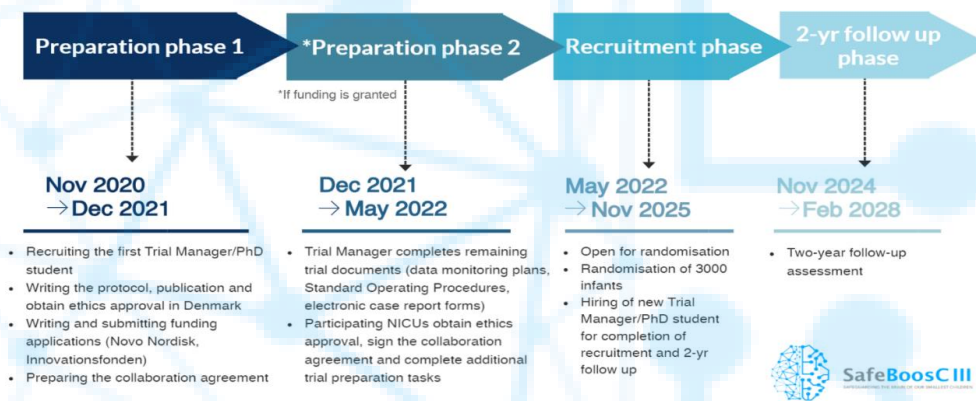 Preparation phase 1
*Preparation phase 2
Recruitment phase
2-yr follow up
phase
*If funding is granted
Nov 2020
→Dec 2021
Dec 2021
→May 2022
May 2022
→Nov 2025
Nov 2024
→Feb 2028
• Recruiting the first Trial Manager/PhD
student
• Writing the protocol, publication and
obtain ethics approval in Denmark
• Writing and submitting funding
applications (Novo Nordisk,
Innovationsfonden)
• Preparing the collaboration agreement
• Trial Manager completes remaining
trial documents (data monitoring plans,
Standard Operating Procedures,
electronic case report forms)
• Participating NICUs obtain ethics
approval, sign the collaboration
agreement and complete additional
trial preparation tasks
• Open for randomisation
• Randomisation of 3000
infants
• Hiring of new Trial
Manager/PhD student
for completion of
recruitment and 2-yr
follow up
• Two-year follow-up
assessment
SafeBoosC III